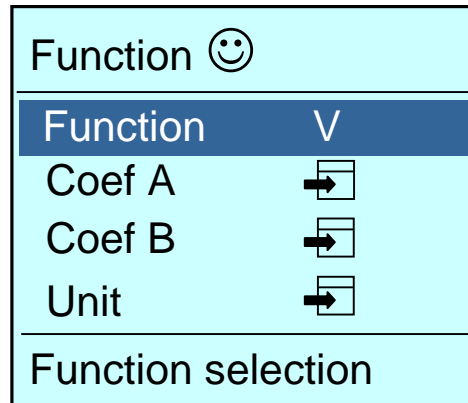 Function ☺
Function V
Coef A
Coef B
Unit
Function selection